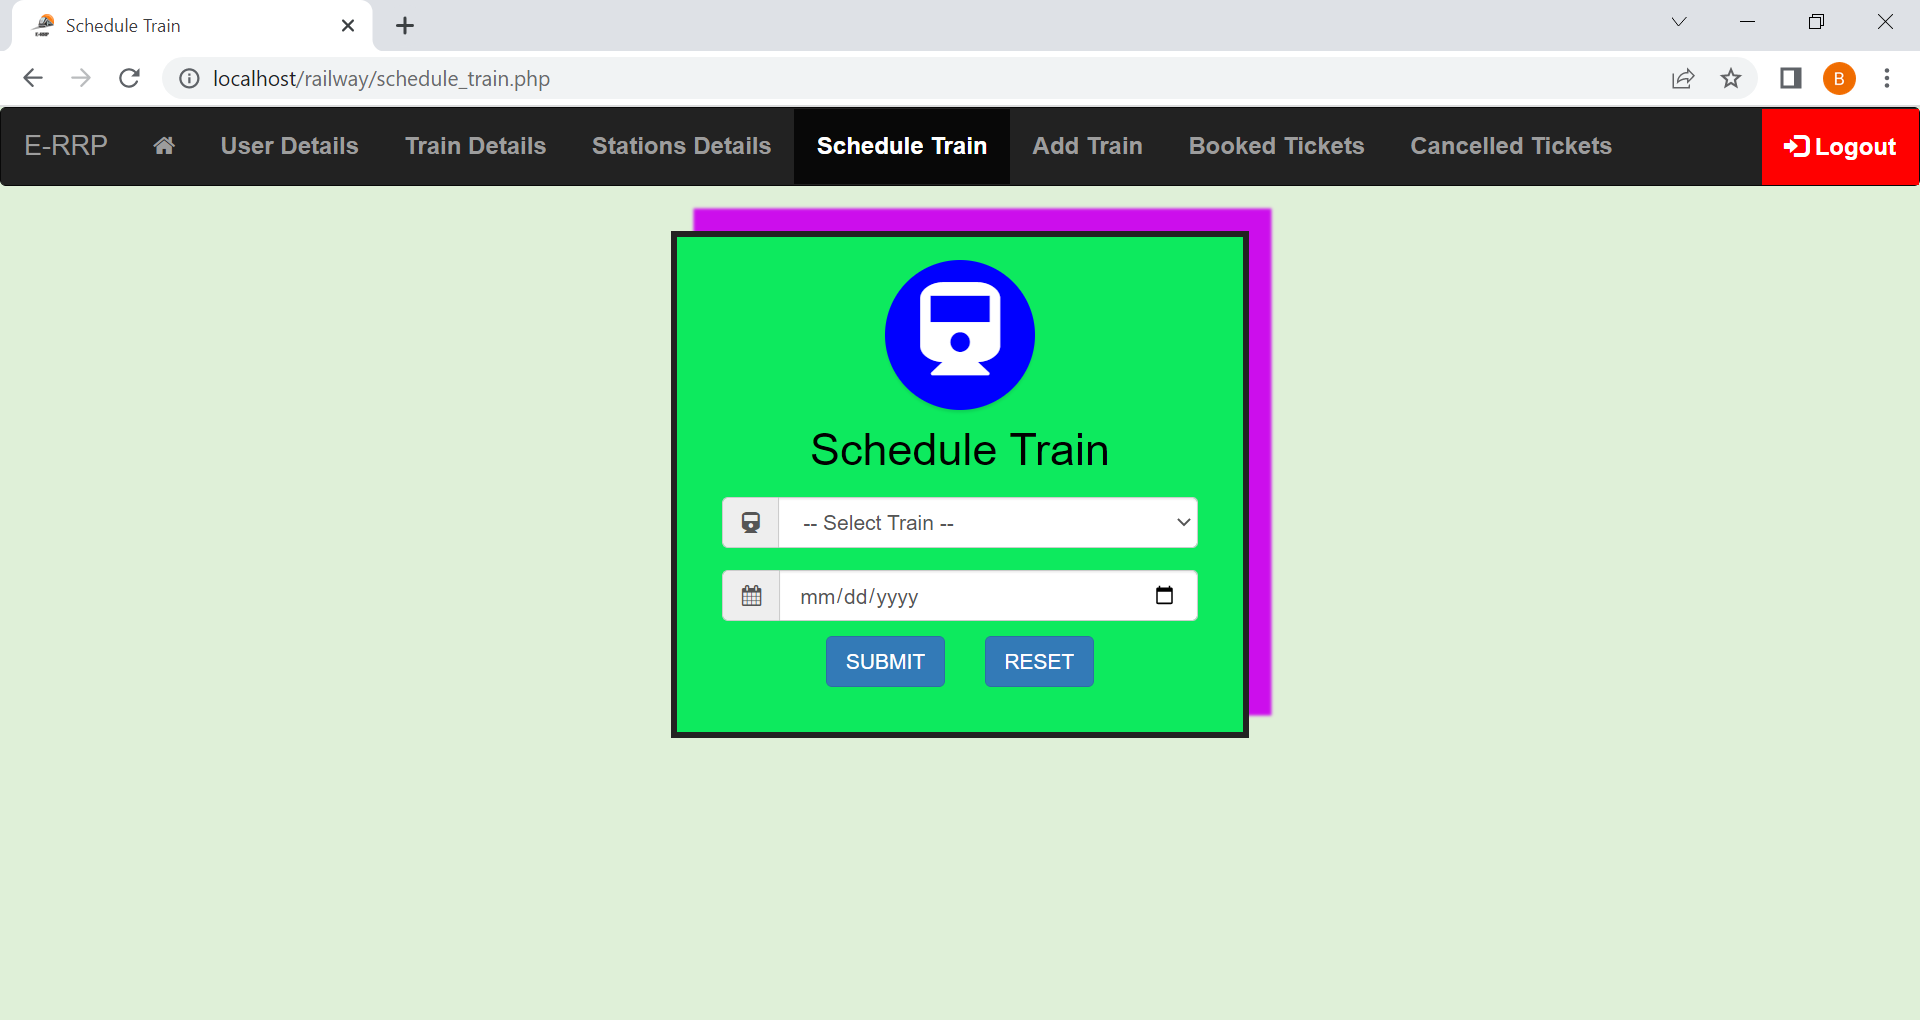 Schedule Train
localhost/railway/schedule_train.php
B
E-RRP User Details Train Details Stations Details Schedule Train Add Train Booked Tickets Cancelled Tickets Logout
Schedule Train
-- Select Train --
mm/dd/yyyy
SUBMIT RESET